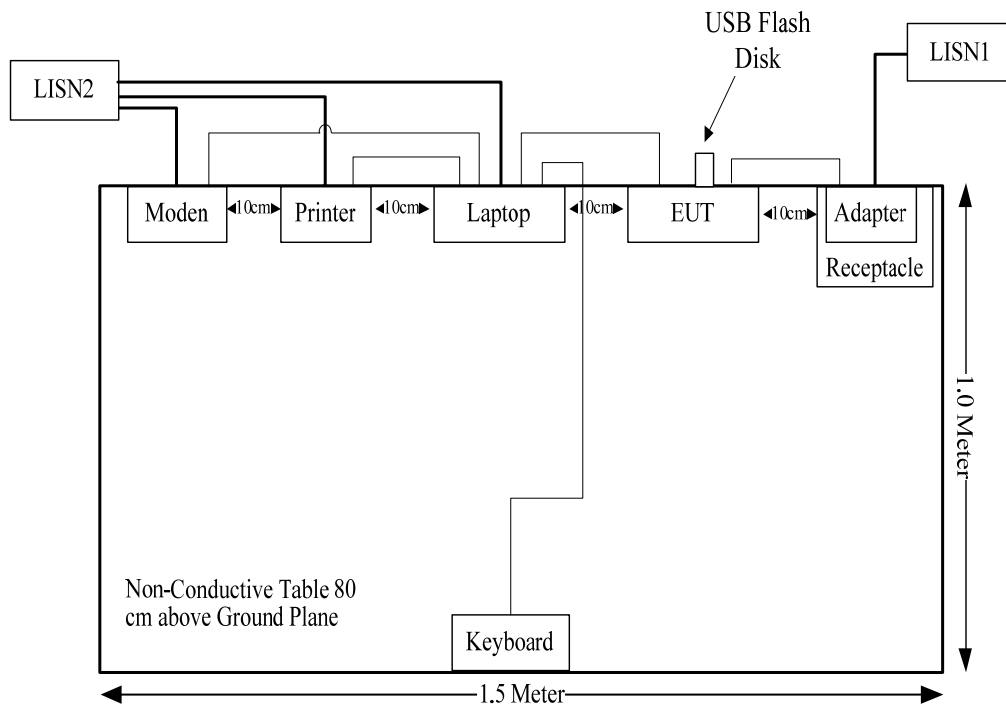 USB Flash
Disk
LISN1
LISN2
Moden
10cm
Printer
10cm
Laptop
10cm
EUT
10cm
Adapter
Receptacle
1.0 Meter
Non-Conductive Table 80
cm above Ground Plane
Keyboard
1.5 Meter